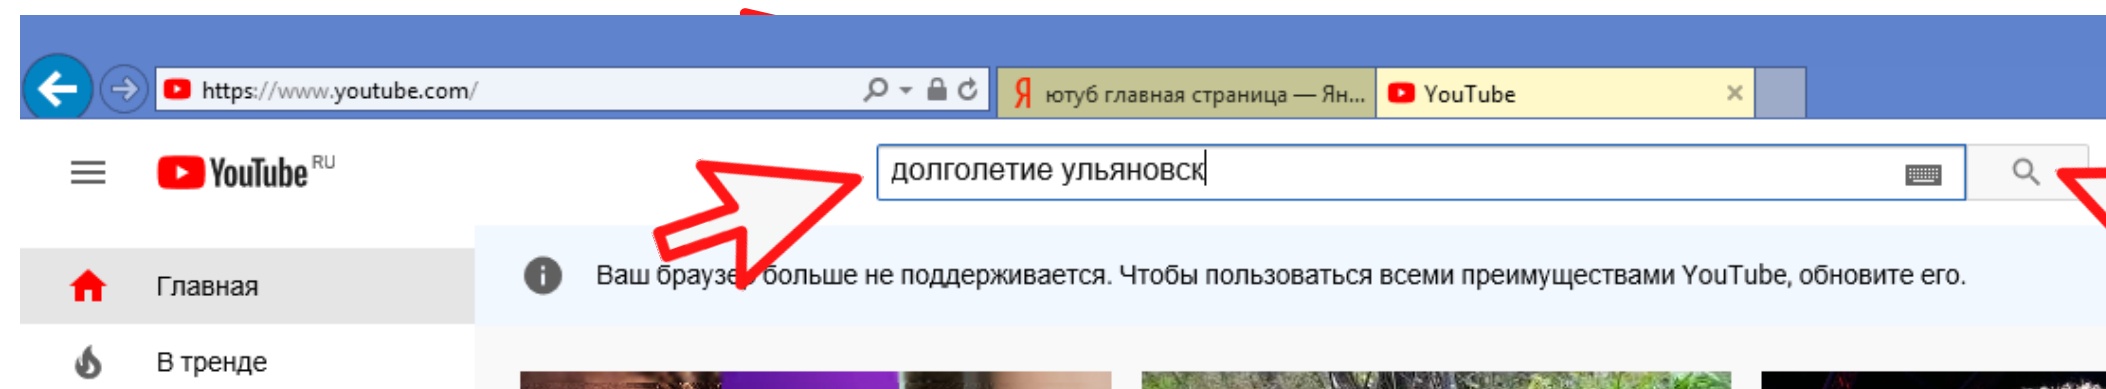 https://www.youtube.com/
ютуб главная страница — Ян...
YouTube
YouTube RU
долголетие ульяновск
Ваш браузер больше не поддерживается. Чтобы пользоваться всеми преимуществами YouTube, обновите его.
Главная
В тренде